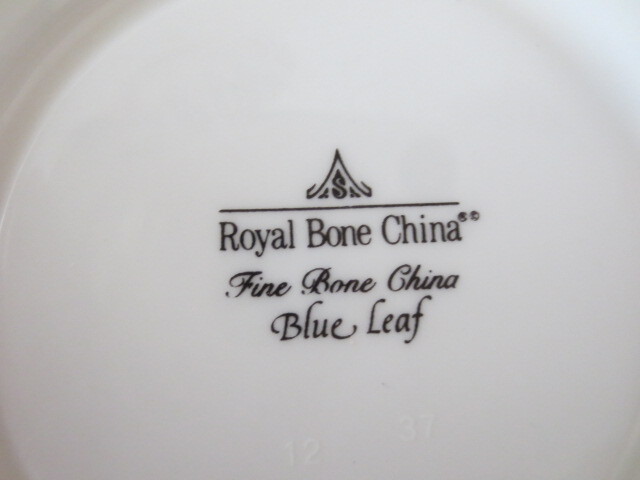 S
Royal Bone China®©
Fine Bone China
Blue Leaf
12 37